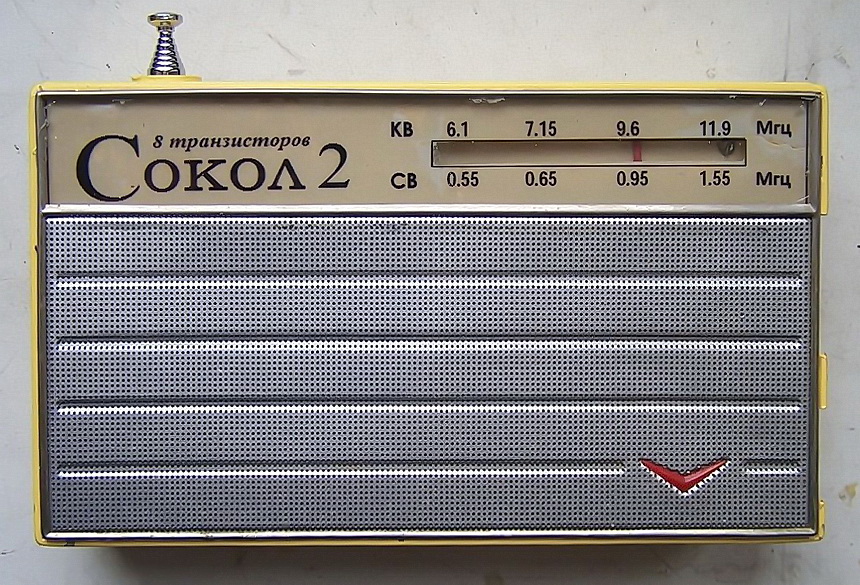 8 транзисторов
Сокол 2
КВ 6.1 7.15 9.6 11.9 Мгц
СВ 0.55 0.65 0.95 1.55 Мгц